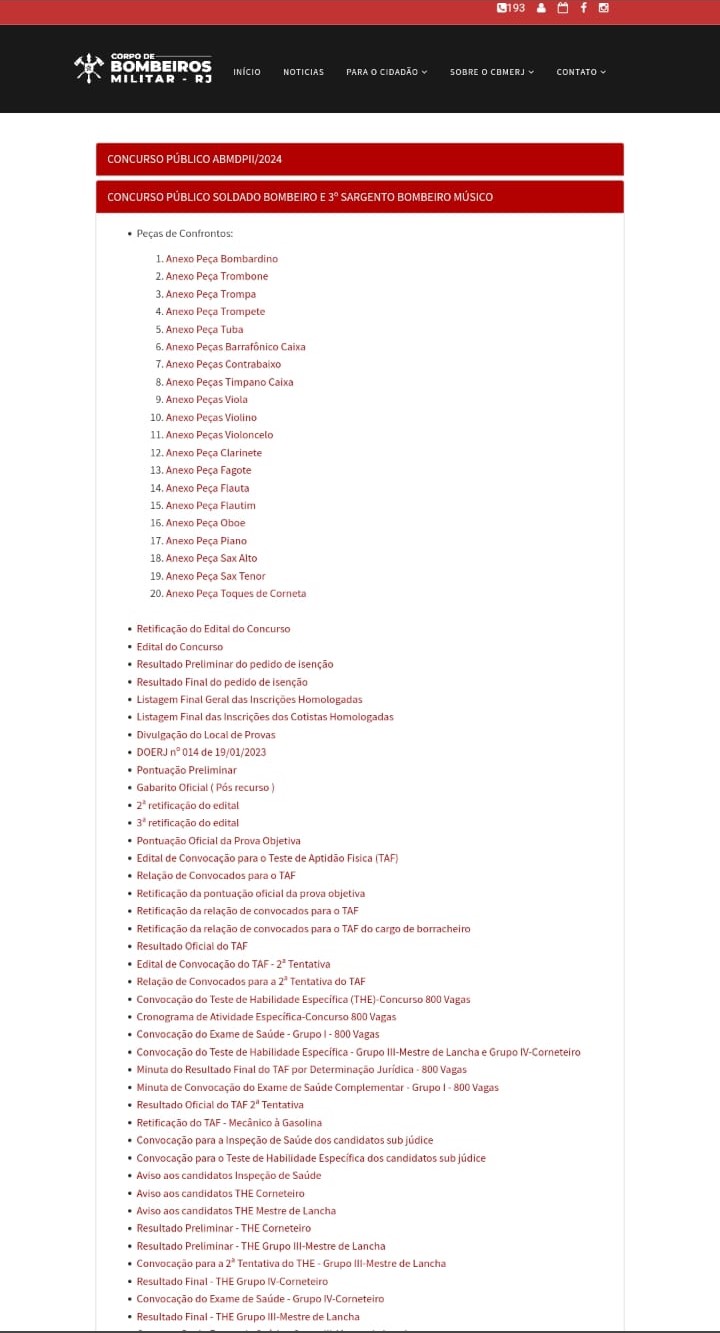 193
CORPO DE
BOMBEIROS
MILITAR - RJ
INÍCIO NOTICIAS PARA O CIDADÃO SOBRE O CBMERJ CONTATO
CONCURSO PÚBLICO ABMDPII/2024
CONCURSO PÚBLICO SOLDADO BOMBEIRO E 3º SARGENTO BOMBEIRO MÚSICO
• Peças de Confrontos:
1. Anexo Peça Bombardino
2. Anexo Peça Trombone
3. Anexo Peça Trompa
4. Anexo Peça Trompete
5. Anexo Peça Tuba
6. Anexo Peças Barrafônico Caixa
7. Anexo Peças Contrabaixo
8. Anexo Peças Timpano Caixa
9. Anexo Peças Viola
10. Anexo Peças Violino
11. Anexo Peças Violoncelo
12. Anexo Peça Clarinete
13. Anexo Peça Fagote
14. Anexo Peça Flauta
15. Anexo Peça Flautim
16. Anexo Peça Oboe
17. Anexo Peça Piano
18. Anexo Peça Sax Alto
19. Anexo Peça Sax Tenor
20. Anexo Peça Toques de Corneta
• Retificação do Edital do Concurso
• Edital do Concurso
• Resultado Preliminar do pedido de isenção
• Resultado Final do pedido de isenção
• Listagem Final Geral das Inscrições Homologadas
• Listagem Final das Inscrições dos Cotistas Homologadas
• Divulgação do Local de Provas
• DOERJ nº 014 de 19/01/2023
• Pontuação Preliminar
• Gabarito Oficial ( Pós recurso )
• 2ª retificação do edital
• 3ª retificação do edital
• Pontuação Oficial da Prova Objetiva
• Edital de Convocação para o Teste de Aptidão Fisica (TAF)
• Relação de Convocados para o TAF
• Retificação da pontuação oficial da prova objetiva
• Retificação da relação de convocados para o TAF
• Retificação da relação de convocados para o TAF do cargo de borracheiro
• Resultado Oficial do TAF
• Edital de Convocação do TAF - 2ª Tentativa
• Relação de Convocados para a 2ª Tentativa do TAF
• Convocação do Teste de Habilidade Específica (THE)-Concurso 800 Vagas
• Cronograma de Atividade Específica-Concurso 800 Vagas
• Convocação do Exame de Saúde - Grupo I - 800 Vagas
• Convocação do Teste de Habilidade Específica - Grupo III-Mestre de Lancha e Grupo IV-Corneteiro
• Minuta do Resultado Final do TAF por Determinação Jurídica - 800 Vagas
• Minuta de Convocação do Exame de Saúde Complementar - Grupo I - 800 Vagas
• Resultado Oficial do TAF 2ª Tentativa
• Retificação do TAF - Mecânico à Gasolina
• Convocação para a Inspeção de Saúde dos candidatos sub júdice
• Convocação para o Teste de Habilidade Específica dos candidatos sub júdice
• Aviso aos candidatos Inspeção de Saúde
• Aviso aos candidatos THE Corneteiro
• Aviso aos candidatos THE Mestre de Lancha
• Resultado Preliminar - THE Corneteiro
• Resultado Preliminar - THE Grupo III-Mestre de Lancha
• Convocação para a 2ª Tentativa do THE - Grupo III-Mestre de Lancha
• Resultado Final - THE Grupo IV-Corneteiro
• Convocação do Exame de Saúde - Grupo IV-Corneteiro
• Resultado Final - THE Grupo III-Mestre de Lancha